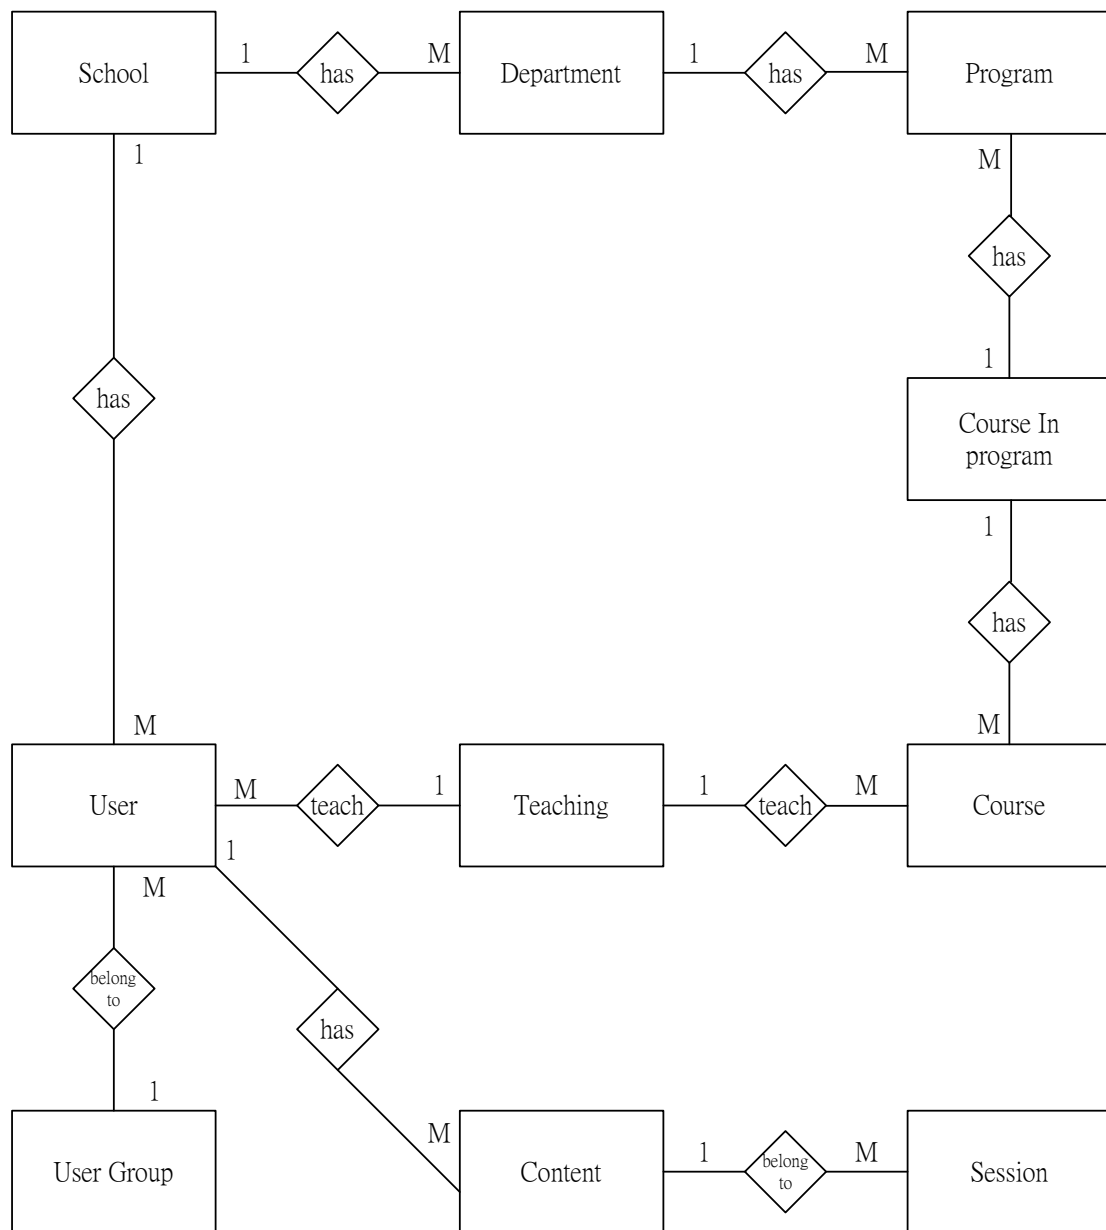 School
1
has
M
Department
1
has
M
Program
1
M
has
1
has
Course In
program
1
has
M
M
User
M
teach
1
Teaching
1
teach
M
Course
1
M
belong
to
has
1
M
User Group
Content
1
belong
to
M
Session